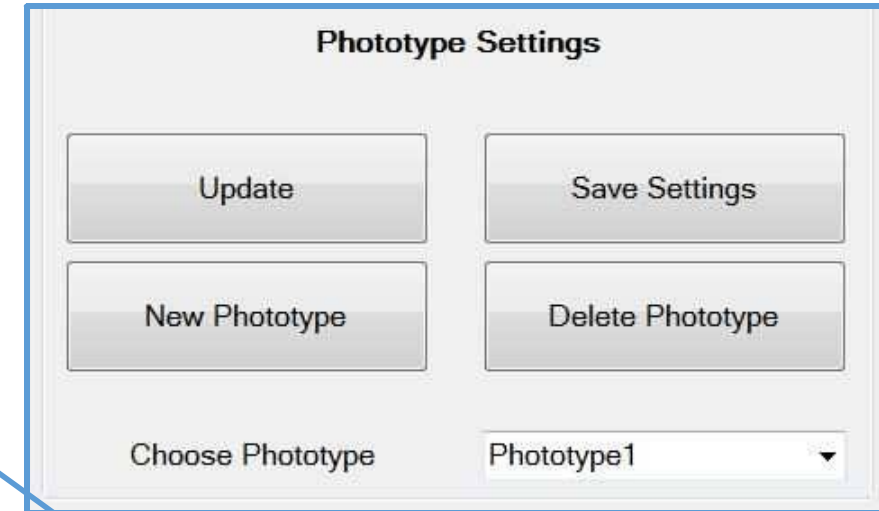 Phototype Settings
Update
Save Settings
New Phototype
Delete Phototype
Choose Phototype
Phototype1